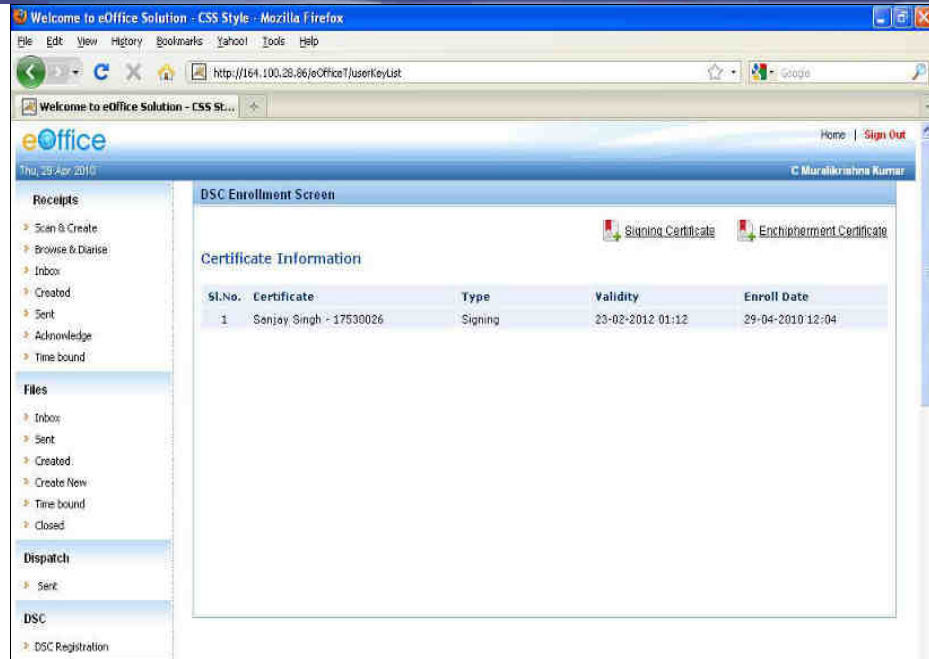 Welcome to eOffice Solution - CSS Style - Mozilla Firefox
File Edit View History Bookmarks Yahoo! Tools Help
http://164.100.28.86/eOfficeT/userKeyList
Google
Welcome to eOffice Solution - CSS St...
eOffice
Home | Sign Out
Thu, 29 Apr 2010
C Muralikrishna Kumar
Receipts
Scan & Create
Browse & Diarise
Inbox
Created
Sent
Acknowledge
Time bound
Files
Inbox
Sent
Created
Create New
Time bound
Closed
Dispatch
Sent
DSC
DSC Registration
DSC Enrollment Screen
Signing Certificate Enchipherment Certificate
Certificate Information
Sl.No. Certificate Type Validity Enroll Date
1 Sanjay Singh - 17530026 Signing 23-02-2012 01:12 29-04-2010 12:04